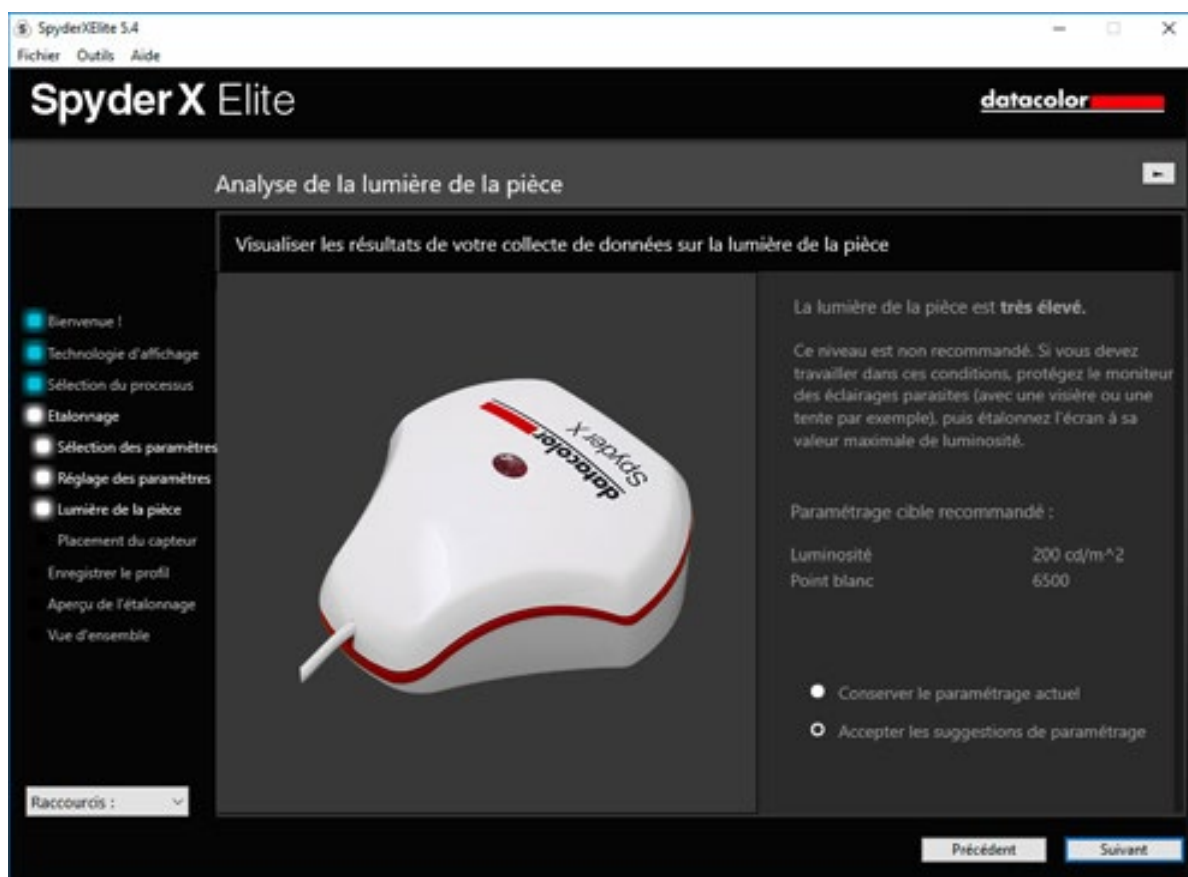 SpyderXElite 5.4
Fichier Outils Aide
Spyder X Elite
datacolor
Analyse de la lumière de la pièce
Visualiser les résultats de votre collecte de données sur la lumière de la pièce
Bienvenue !
Technologie d'affichage
Sélection du processus
Etalonnage
Sélection des paramètres
Réglage des paramètres
Lumière de la pièce
Placement du capteur
Enregistrer le profil
Aperçu de l'étalonnage
Vue d'ensemble
Raccourcis :
datacolor
Spyder X
La lumière de la pièce est très élevé.
Ce niveau est non recommandé. Si vous devez
travailler dans ces conditions, protégez le moniteur
des éclairages parasites (avec une visière ou une
tente par exemple), puis étalonnez l'écran à sa
valeur maximale de luminosité.
Paramétrage cible recommandé :
Luminosité 200 cd/m^2
Point blanc 6500
Conserver le paramétrage actuel
Accepter les suggestions de paramétrage
Précédent Suivant